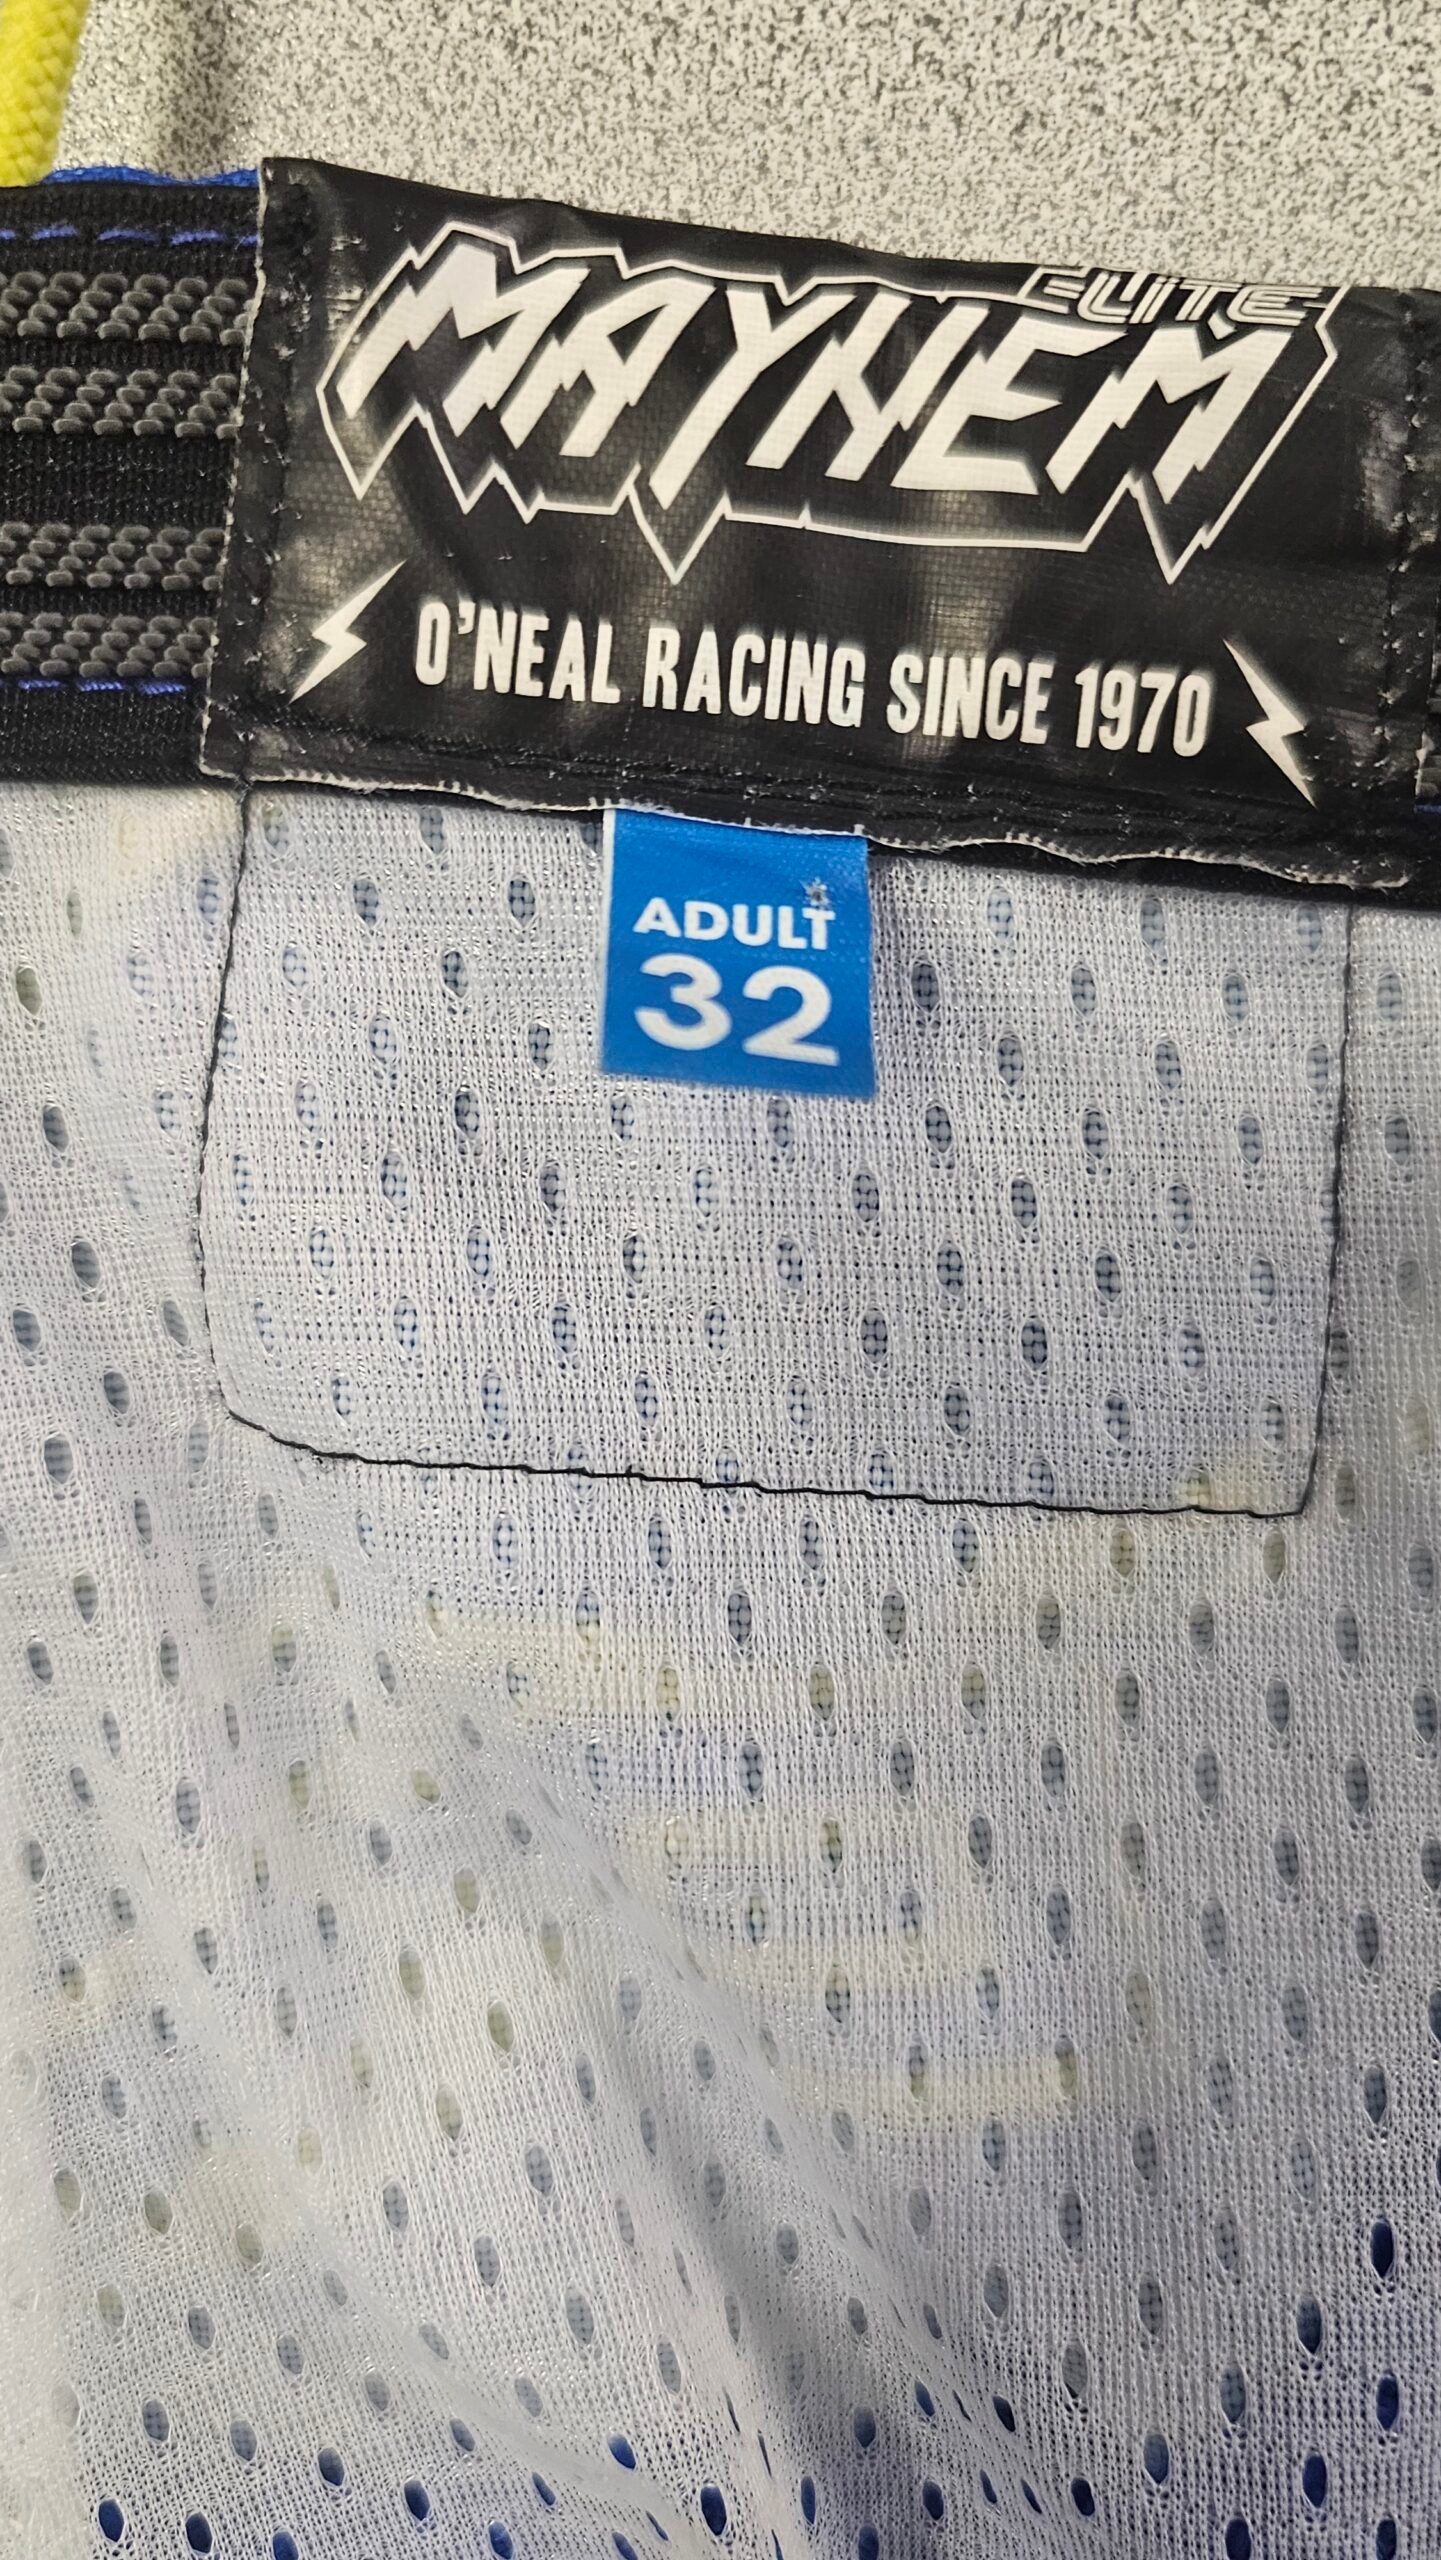 ELITE
MAYHEM
O'NEAL RACING SINCE 1970
ADULT
32